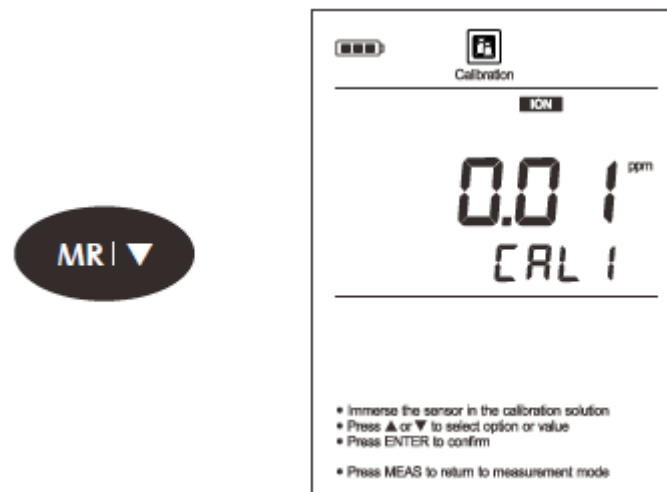 MR|▼
Calibration
ION
0.01 ppm
CAL 1
• Immerse the sensor in the calibration solution
• Press ▲ or ▼ to select option or value
• Press ENTER to confirm
• Press MEAS to return to measurement mode